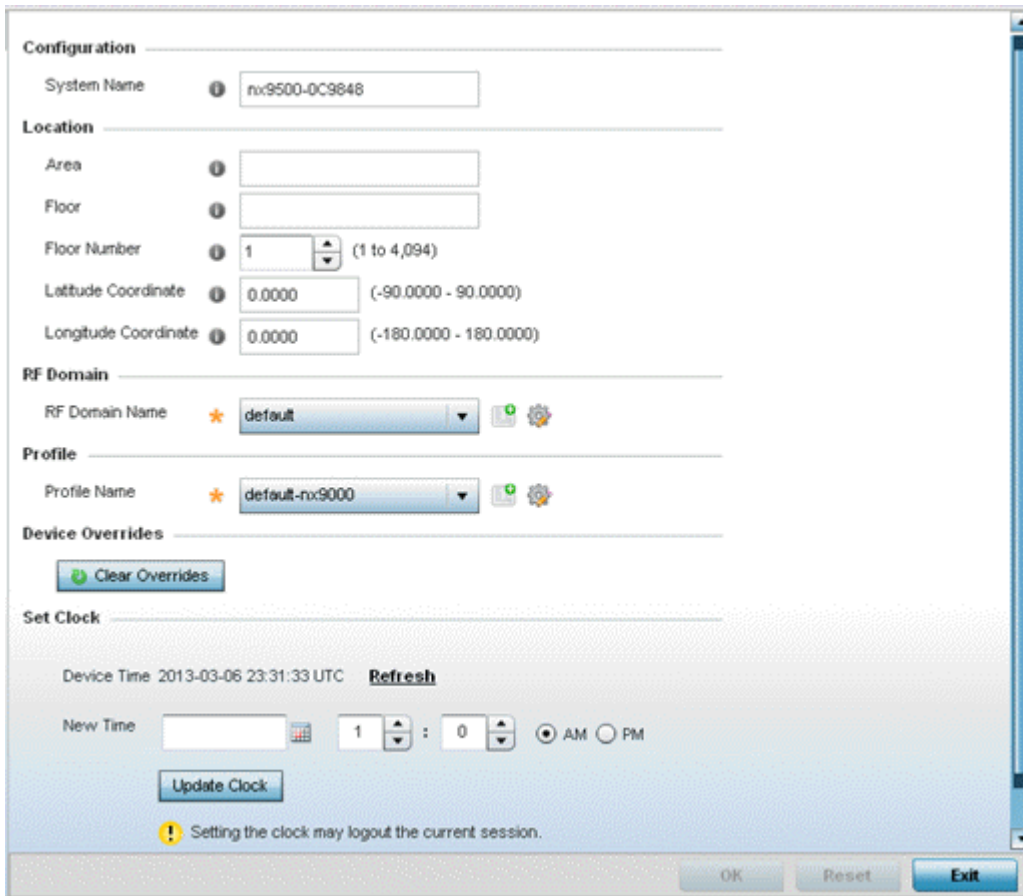 Configuration
System Name nx9500-0C9848
Location
Area
Floor
Floor Number 1 (1 to 4,094)
Latitude Coordinate 0.0000 (-90.0000 - 90.0000)
Longitude Coordinate 0.0000 (-180.0000 - 180.0000)
RF Domain
RF Domain Name default
Profile
Profile Name default-nx9000
Device Overrides
Clear Overrides
Set Clock
Device Time 2013-03-06 23:31:33 UTC Refresh
New Time 1 : 0 AM PM
Update Clock
Setting the clock may logout the current session.
OK Reset Exit